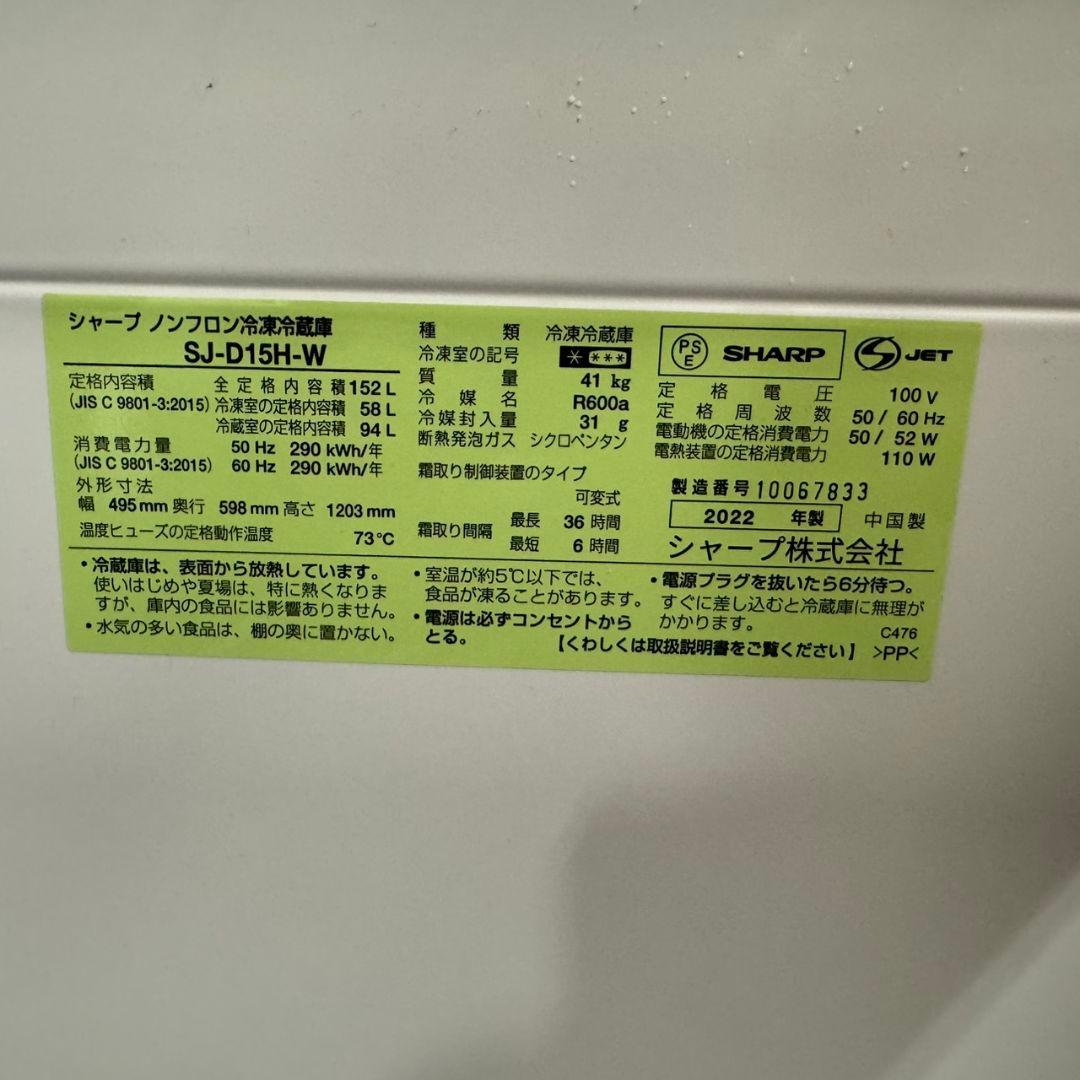 シャープ ノンフロン冷凍冷蔵庫
SJ-D15H-W
定格内容積 全定格内容積 152 L
(JIS C 9801-3:2015) 冷凍室の定格内容積 58 L
冷蔵室の定格内容積 94 L
消費電力量 50 Hz 290 kWh/年
(JIS C 9801-3:2015) 60 Hz 290 kWh/年
外形寸法
幅 495 mm 奥行 598 mm 高さ 1203 mm
温度ヒューズの定格動作温度 73℃
種類 冷凍冷蔵庫
冷凍室の記号 * ***
質量 41 kg
冷媒名 R600a
冷媒封入量 31 g
断熱発泡ガス シクロペンタン
霜取り制御装置のタイプ
可変式
霜取り間隔 最長 36 時間
最短 6 時間
PSE SHARP JET
定格電圧 100 V
定格周波数 50 / 60 Hz
電動機の定格消費電力 50 / 52 W
電熱装置の定格消費電力 110 W
製造番号 10067833
2022 年製 中国製
シャープ株式会社
・冷蔵庫は、表面から放熱しています。
使いはじめや夏場は、特に熱くなりま
すが、庫内の食品には影響ありません。
・水気の多い食品は、棚の奥に置かない。
・室温が約5℃以下では、
食品が凍ることがあります。
・電源は必ずコンセントから
とる。
・電源プラグを抜いたら6分待つ。
すぐに差し込むと冷蔵庫に無理が
かかります。
C476
【くわしくは取扱説明書をご覧ください】 >PP<